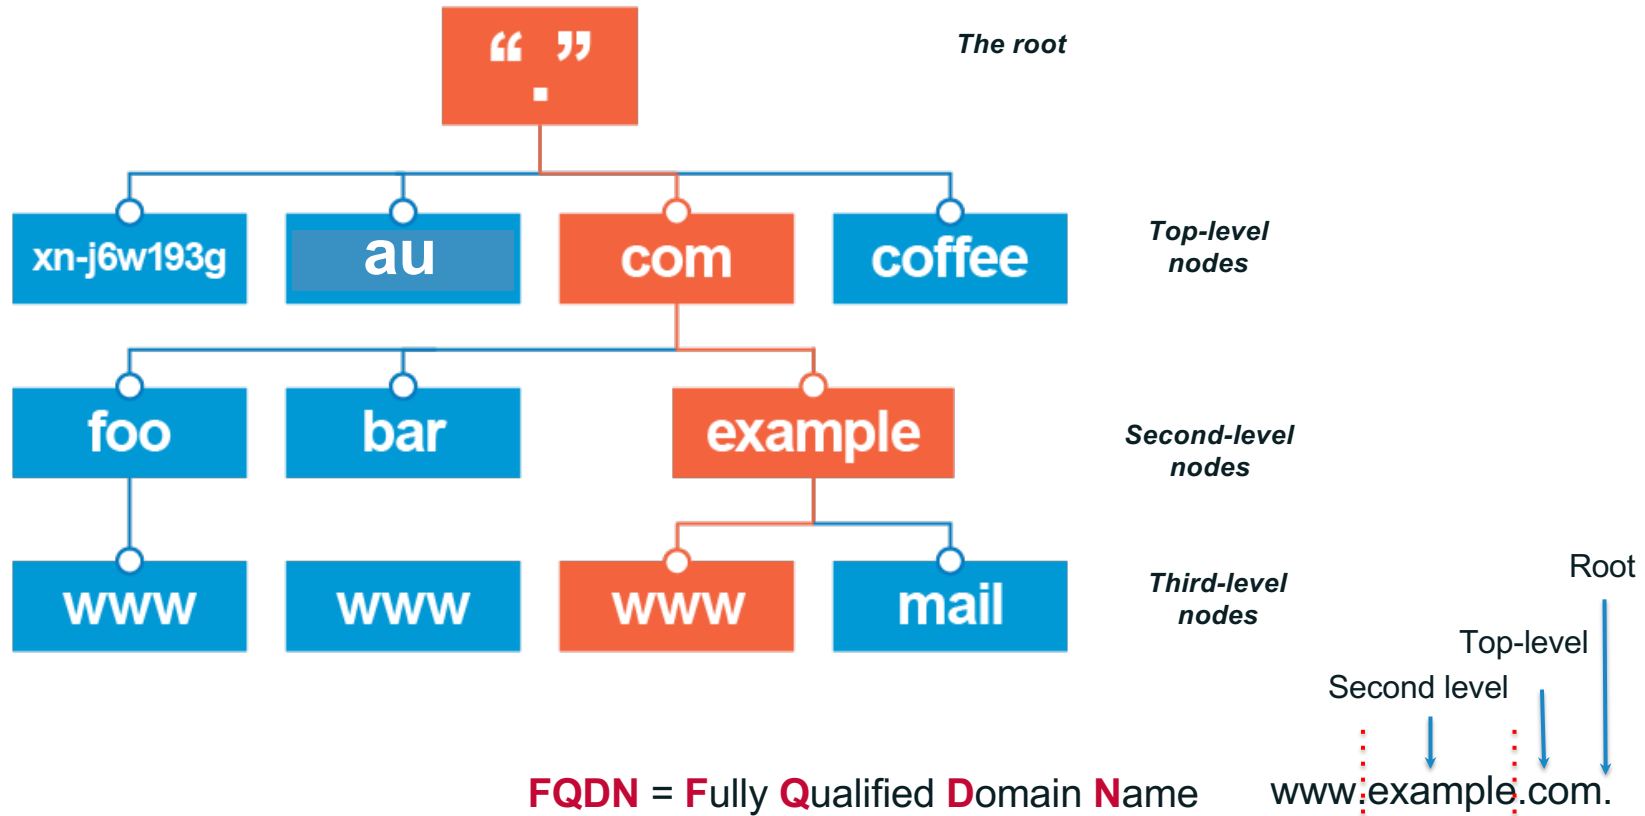 “ . ”
The root
xn-j6w193g
au
com
coffee
Top-level
nodes
foo
bar
example
Second-level
nodes
www
www
www
mail
Third-level
nodes
Root
Top-level
Second level
FQDN = Fully Qualified Domain Name
www.example.com.